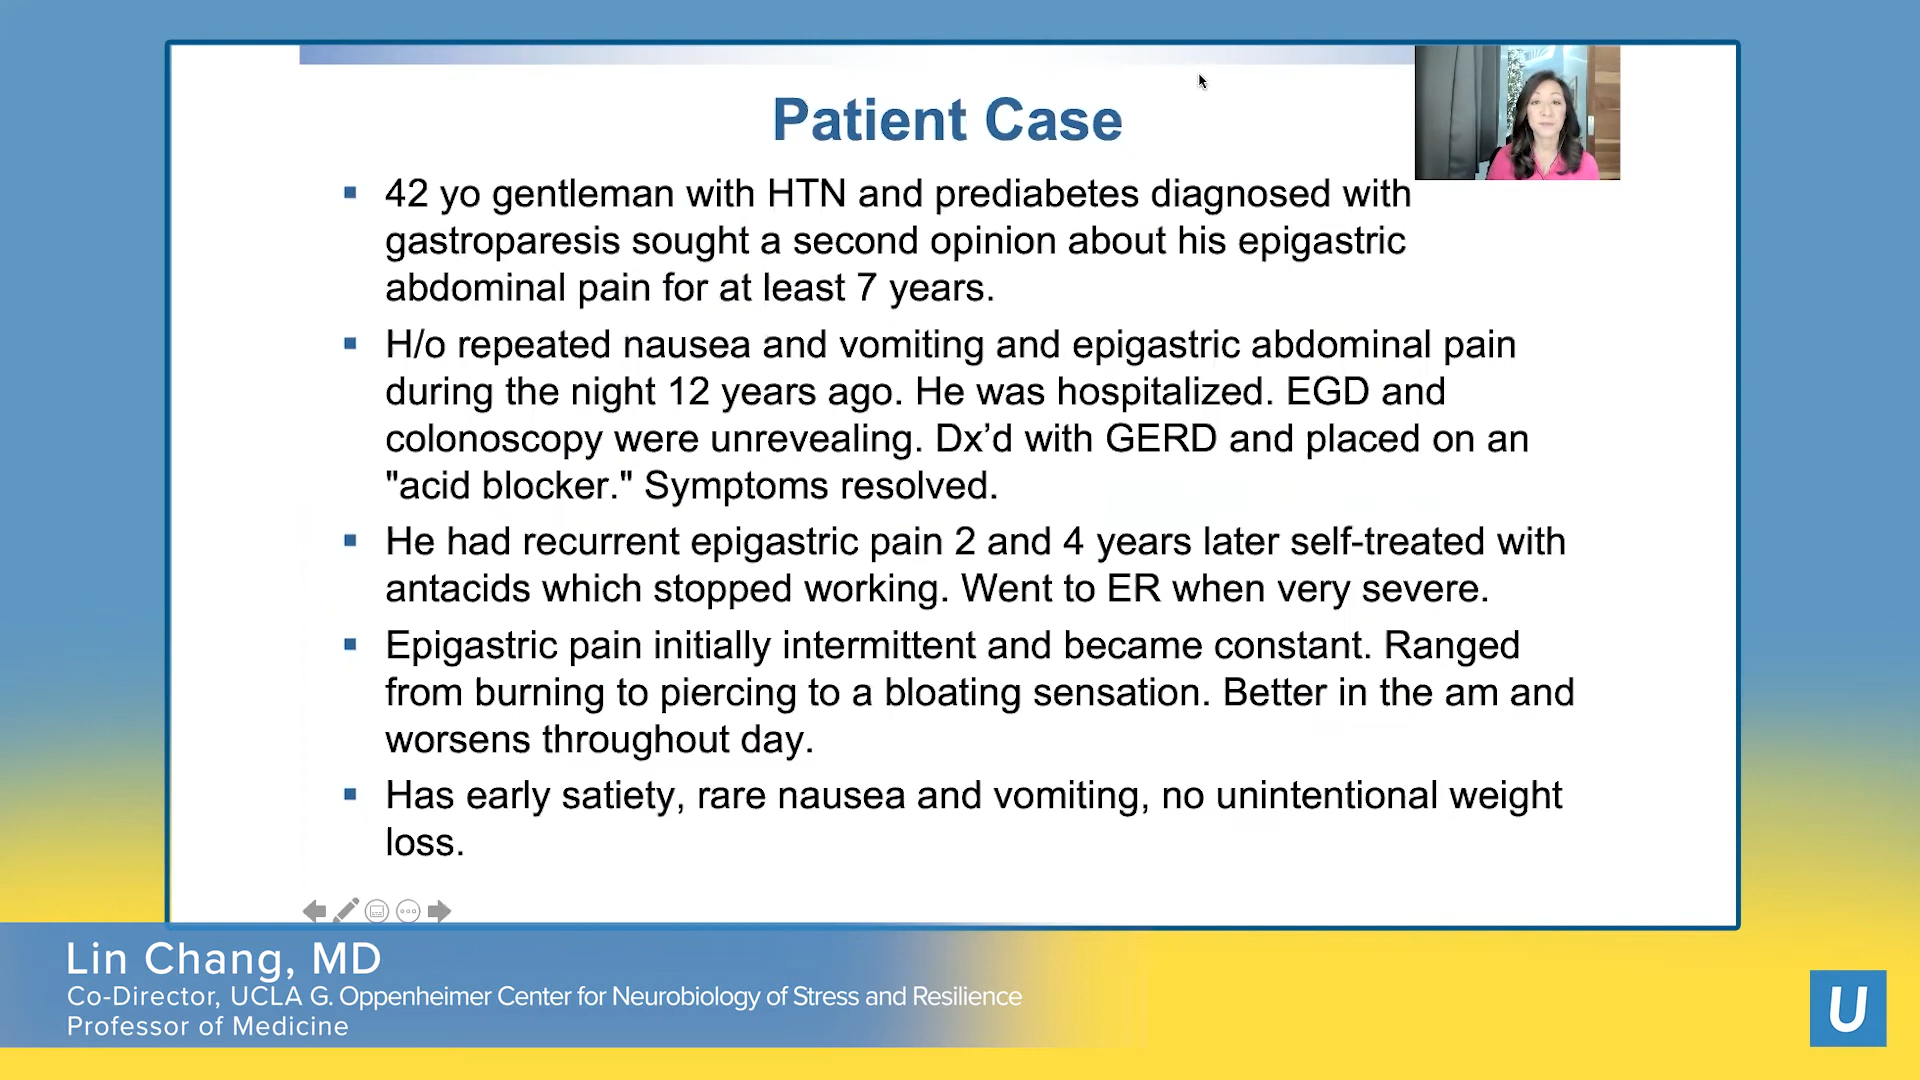 Patient Case
42 yo gentleman with HTN and prediabetes diagnosed with
gastroparesis sought a second opinion about his epigastric
abdominal pain for at least 7 years.
H/o repeated nausea and vomiting and epigastric abdominal pain
during the night 12 years ago. He was hospitalized. EGD and
colonoscopy were unrevealing. Dx’d with GERD and placed on an
"acid blocker." Symptoms resolved.
He had recurrent epigastric pain 2 and 4 years later self-treated with
antacids which stopped working. Went to ER when very severe.
Epigastric pain initially intermittent and became constant. Ranged
from burning to piercing to a bloating sensation. Better in the am and
worsens throughout day.
Has early satiety, rare nausea and vomiting, no unintentional weight
loss.
Lin Chang, MD
Co-Director, UCLA G. Oppenheimer Center for Neurobiology of Stress and Resilience
Professor of Medicine
U